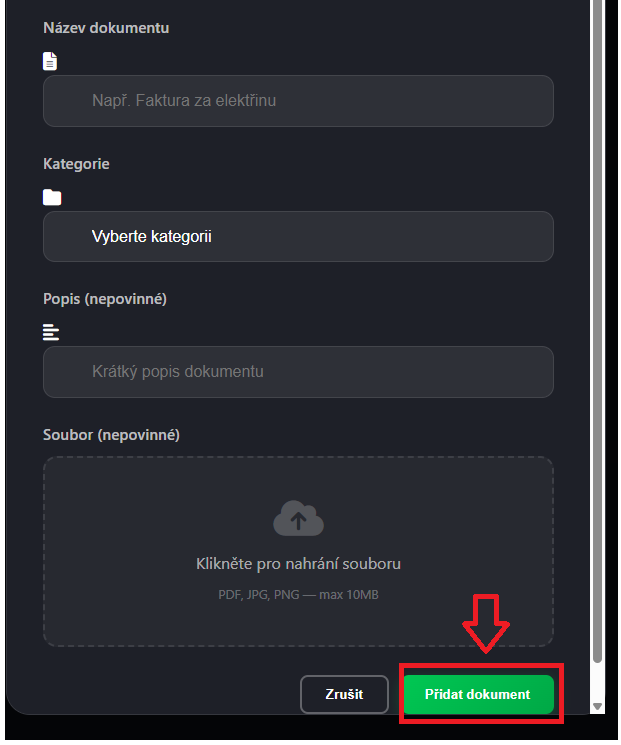 Název dokumentu
Např. Faktura za elektřinu
Kategorie
Vyberte kategorii
Popis (nepovinné)
Krátký popis dokumentu
Soubor (nepovinné)
Klikněte pro nahrání souboru
PDF, JPG, PNG — max 10MB
Zrušit
Přidat dokument